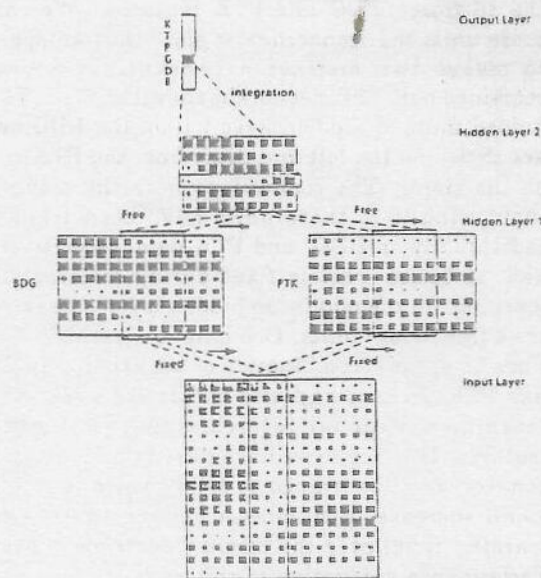 Output Layer
K
T
P
G
D
B
Integration
Hidden Layer 2
Free
Free
Hidden Layer 1
BDG
PTK
Fixed
Fixed
Input Layer